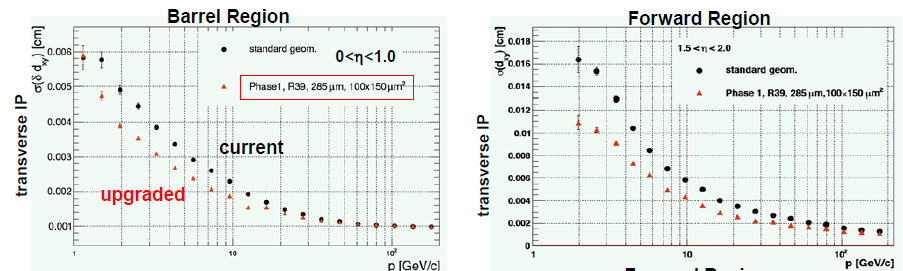 Barrel Region
σ(δ d_xy) [cm]
transverse IP
0.006
0.005
0.004
0.003
0.002
0.001
standard geom.
0<η<1.0
Phase1, R39, 285 μm, 100x150μm²
current
upgraded
1
10
10²
p [GeV/c]
Forward Region
σ(d_xy) [cm]
transverse IP
0.018
0.016
0.014
0.012
0.01
0.008
0.006
0.004
0.002
0
1.5<η<2.0
standard geom.
Phase 1, R39, 285 μm,100×150 μm²
1
10
10²
p [GeV/c]